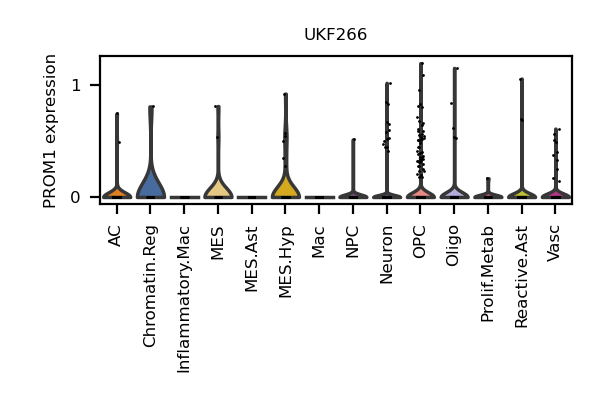 UKF266
PROM1 expression
1
0
AC
Chromatin.Reg
Inflammatory.Mac
MES
MES.Ast
MES.Hyp
Mac
NPC
Neuron
OPC
Oligo
Prolif.Metab
Reactive.Ast
Vasc